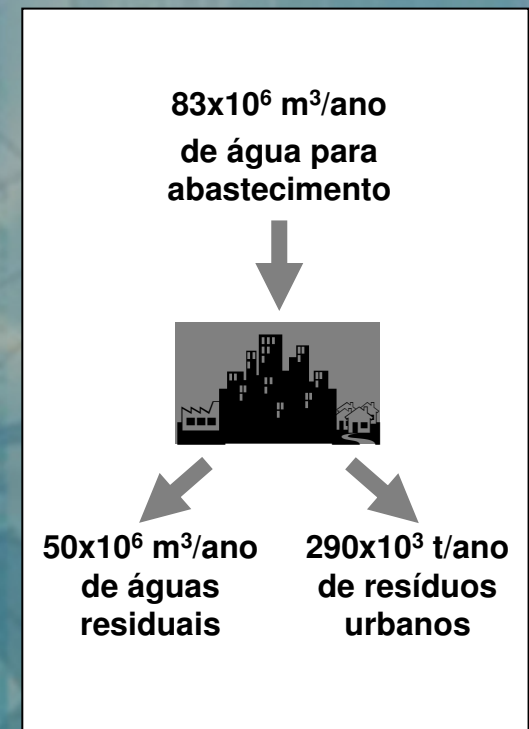 83x10⁶ m³/ano
de água para
abastecimento
50x10⁶ m³/ano
de águas
residuais
290x10³ t/ano
de resíduos
urbanos